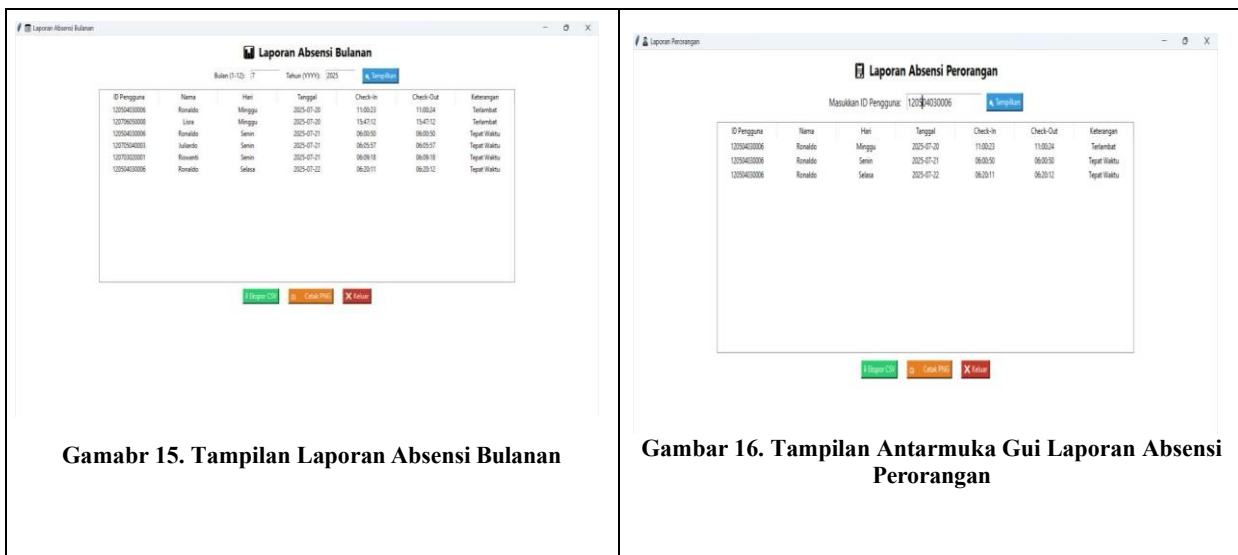 Laporan Absensi Bulanan
Laporan Absensi Bulanan
Bulan (1-12): 7 Tahun (YYYY): 2025 Tampilkan
ID Pengguna Nama Hari Tanggal Check-In Check-Out Keterangan
120504030006 Ronaldo Minggu 2025-07-20 11:00:23 11:00:24 Terlambat
120706050008 Minggu 2025-07-20 15:47:12 15:47:12 Terlambat
120504030006 Ronaldo Senin 2025-07-21 06:00:50 06:00:50 Tepat Waktu
120705040003 Juliardo Senin 2025-07-21 06:05:57 06:05:57 Tepat Waktu
120703020001 Riswanti Senin 2025-07-21 06:09:18 06:09:18 Tepat Waktu
120504030006 Ronaldo Selasa 2025-07-22 06:20:11 06:20:12 Tepat Waktu
Ekspor CSV Cetak PNG Keluar
Gamabr 15. Tampilan Laporan Absensi Bulanan
Laporan Perorangan
Laporan Absensi Perorangan
Masukkan ID Pengguna: 120504030006 Tampilkan
ID Pengguna Nama Hari Tanggal Check-In Check-Out Keterangan
120504030006 Ronaldo Minggu 2025-07-20 11:00:23 11:00:24 Terlambat
120504030006 Ronaldo Senin 2025-07-21 06:00:50 06:00:50 Tepat Waktu
120504030006 Ronaldo Selasa 2025-07-22 06:20:11 06:20:12 Tepat Waktu
Ekspor CSV Cetak PNG Keluar
Gambar 16. Tampilan Antarmuka Gui Laporan Absensi
Perorangan